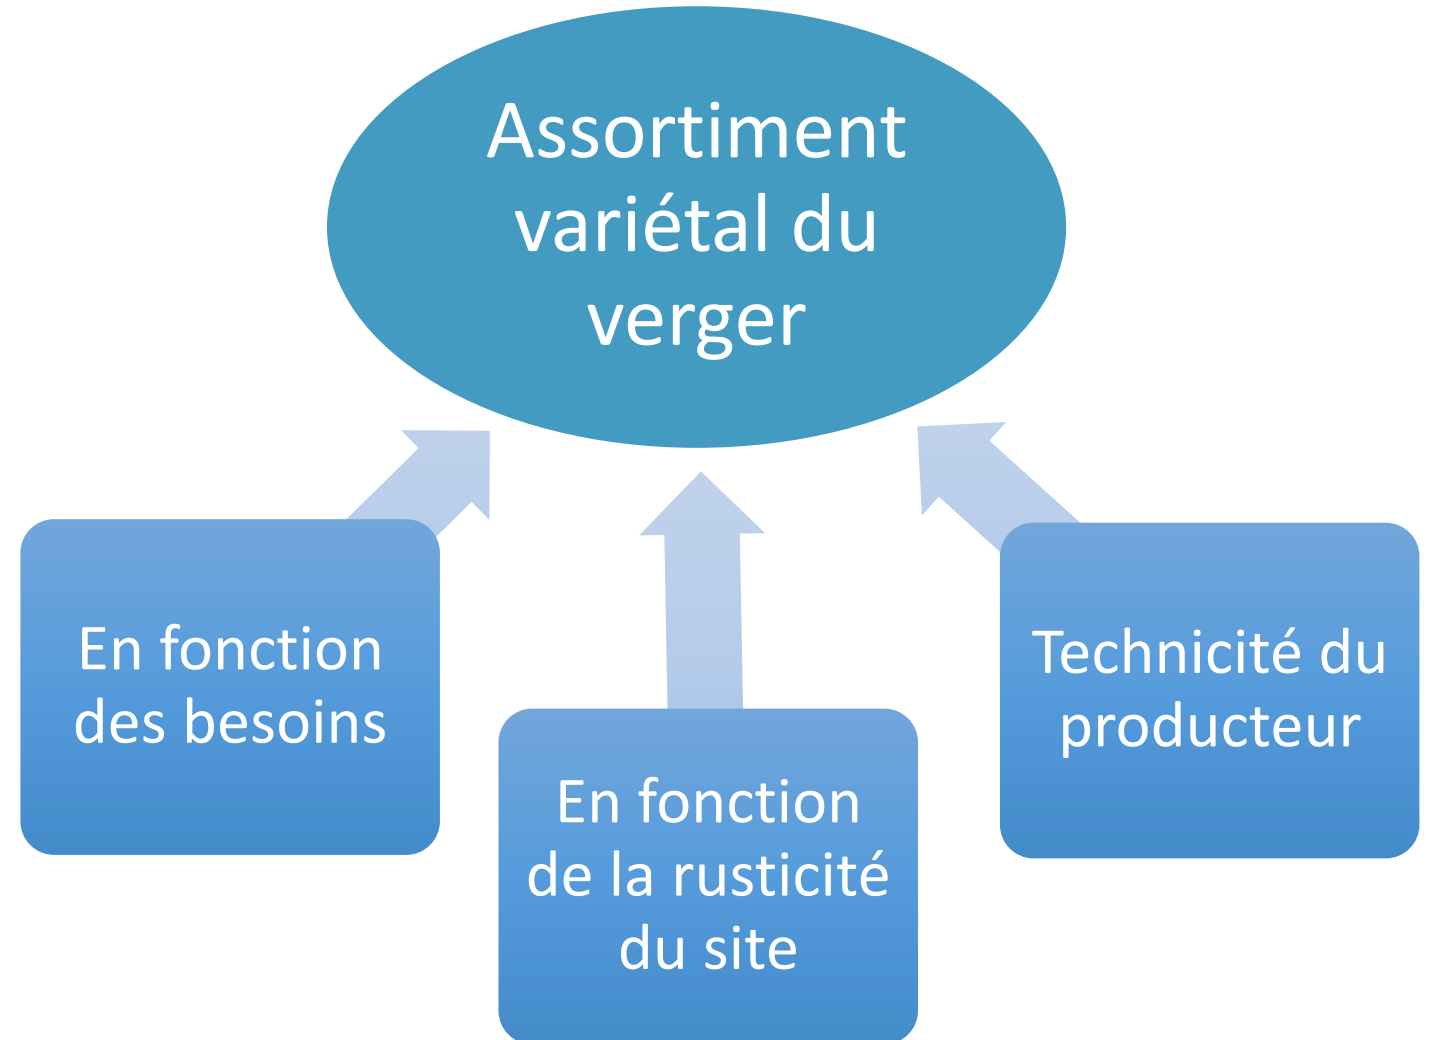 Assortiment
variétal du
verger
En fonction
des besoins
En fonction
de la rusticité
du site
Technicité du
producteur